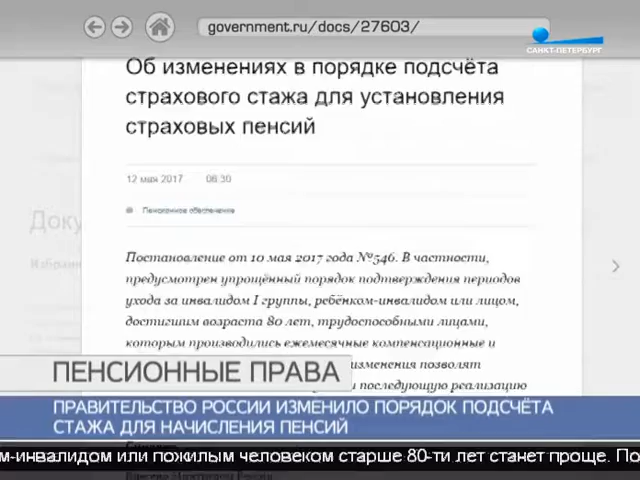 government.ru/docs/27603/
САНКТ-ПЕТЕРБУРГ
Об изменениях в порядке подсчёта
страхового стажа для установления
страховых пенсий
12 мая 2017 08:30
Пенсионное обеспечение
Доку
Избранн
Постановление от 10 мая 2017 года №546. В частности,
предусмотрен упрощённый порядок подтверждения периодов
ухода за инвалидом I группы, ребёнком-инвалидом или лицом,
достигшим возраста 80 лет, трудоспособными лицами,
которым производились ежемесячные компенсационные и
изменения позволят
последующую реализацию
ПЕНСИОННЫЕ ПРАВА
ПРАВИТЕЛЬСТВО РОССИИ ИЗМЕНИЛО ПОРЯДОК ПОДСЧЁТА
СТАЖА ДЛЯ НАЧИСЛЕНИЯ ПЕНСИЙ
м-инвалидом или пожилым человеком старше 80-ти лет станет проще. По